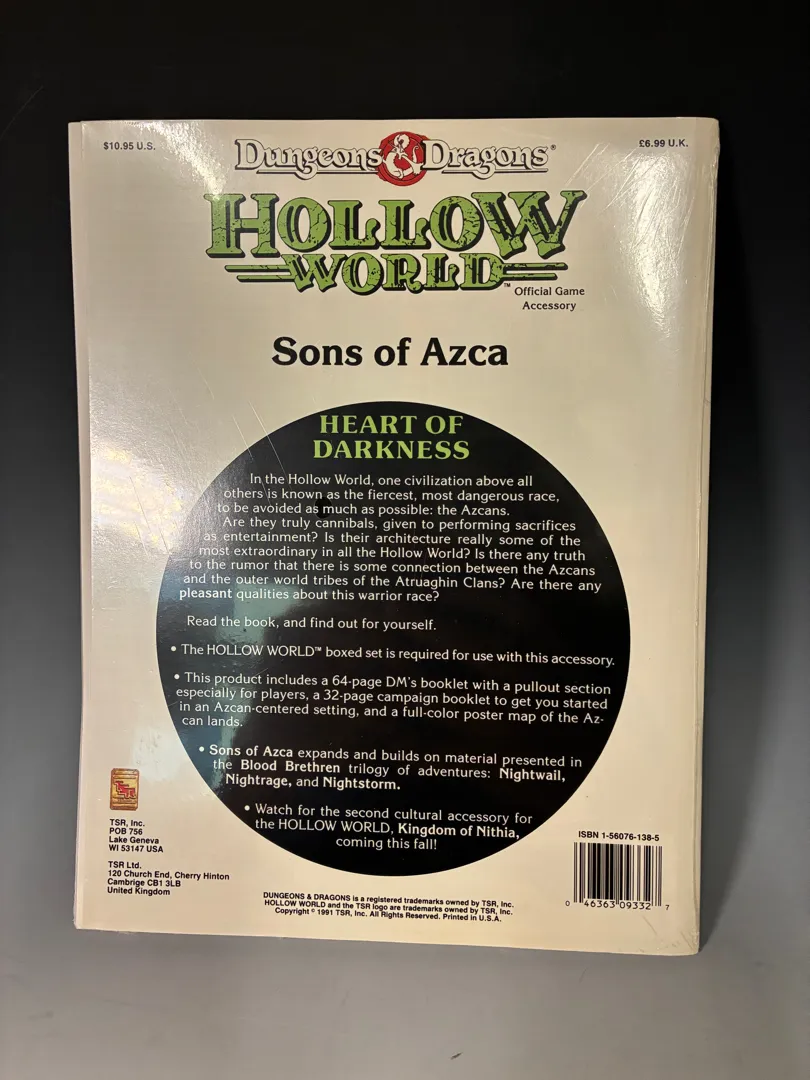 $10.95 U.S.
£6.99 U.K.
Dungeons & Dragons®
HOLLOW
WORLD™
Official Game
Accessory
Sons of Azca
HEART OF
DARKNESS
In the Hollow World, one civilization above all
others is known as the fiercest, most dangerous race,
to be avoided as much as possible: the Azcans.
Are they truly cannibals, given to performing sacrifices
as entertainment? Is their architecture really some of the
most extraordinary in all the Hollow World? Is there any truth
to the rumor that there is some connection between the Azcans
and the outer world tribes of the Atruaghin Clans? Are there any
pleasant qualities about this warrior race?
Read the book, and find out for yourself.
• The HOLLOW WORLD™ boxed set is required for use with this accessory.
• This product includes a 64-page DM's booklet with a pullout section
especially for players, a 32-page campaign booklet to get you started
in an Azcan-centered setting, and a full-color poster map of the Az-
can lands.
• Sons of Azca expands and builds on material presented in
the Blood Brethren trilogy of adventures: Nightwail,
Nightrage, and Nightstorm.
• Watch for the second cultural accessory for
the HOLLOW WORLD, Kingdom of Nithia,
coming this fall!
TSR
TSR, Inc.
POB 756
Lake Geneva
WI 53147 USA
TSR Ltd.
120 Church End, Cherry Hinton
Cambrige CB1 3LB
United Kingdom
DUNGEONS & DRAGONS is a registered trademarks owned by TSR, Inc.
HOLLOW WORLD and the TSR logo are trademarks owned by TSR, Inc.
Copyright © 1991 TSR, Inc. All Rights Reserved. Printed in U.S.A.
ISBN 1-56076-138-5
0 46363 09332 7